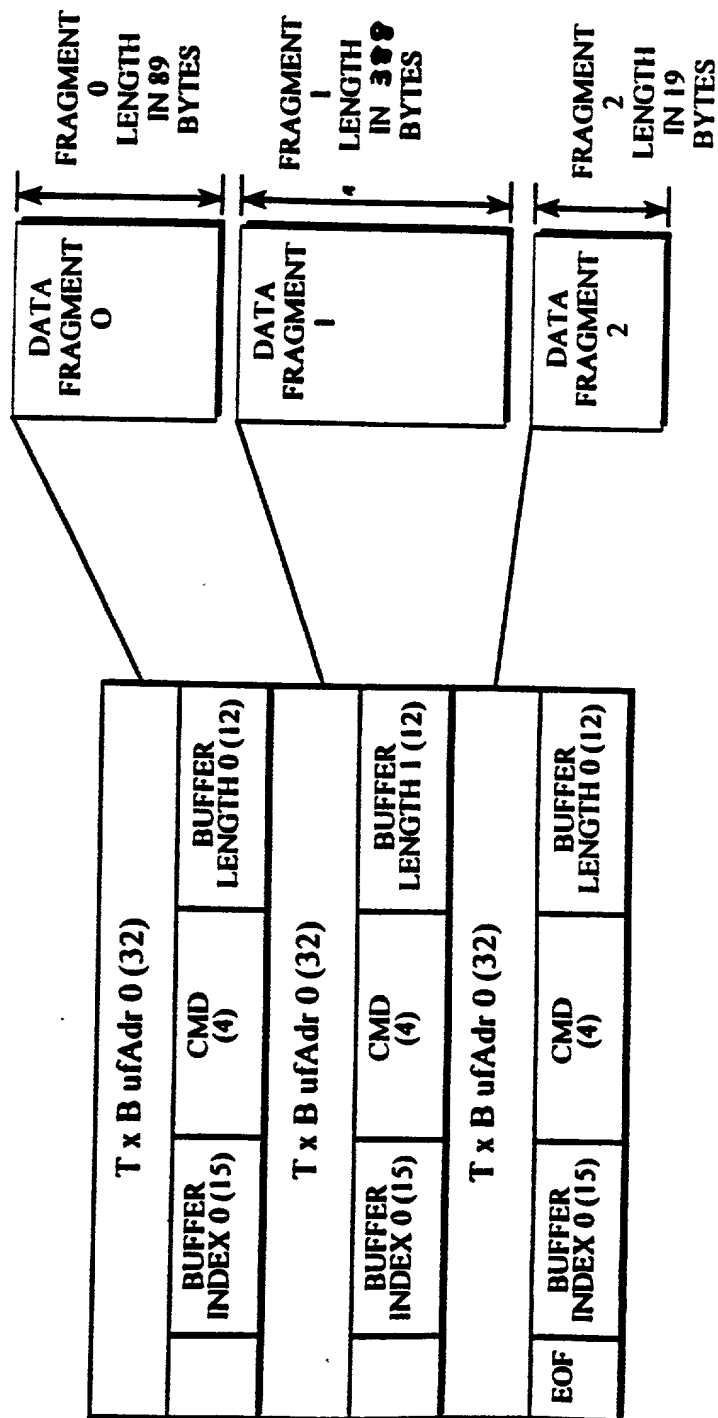 T x B ufAdr 0 (32)
BUFFER
INDEX 0 (15)
CMD
(4)
BUFFER
LENGTH 0 (12)
T x B ufAdr 0 (32)
BUFFER
INDEX 0 (15)
CMD
(4)
BUFFER
LENGTH 1 (12)
T x B ufAdr 0 (32)
EOF
BUFFER
INDEX 0 (15)
CMD
(4)
BUFFER
LENGTH 0 (12)
DATA
FRAGMENT
O
DATA
FRAGMENT
1
DATA
FRAGMENT
2
FRAGMENT
0
LENGTH
IN 89
BYTES
FRAGMENT
1
LENGTH
IN
BYTES
FRAGMENT
2
LENGTH
IN 19
BYTES